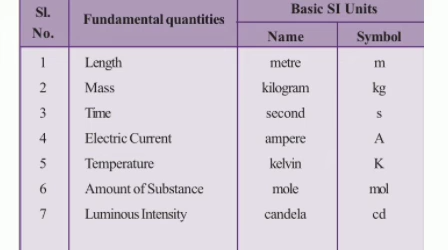 Sl. No. Fundamental quantities Basic SI Units
Name Symbol
1 Length metre m
2 Mass kilogram kg
3 Time second s
4 Electric Current ampere A
5 Temperature kelvin K
6 Amount of Substance mole mol
7 Luminous Intensity candela cd